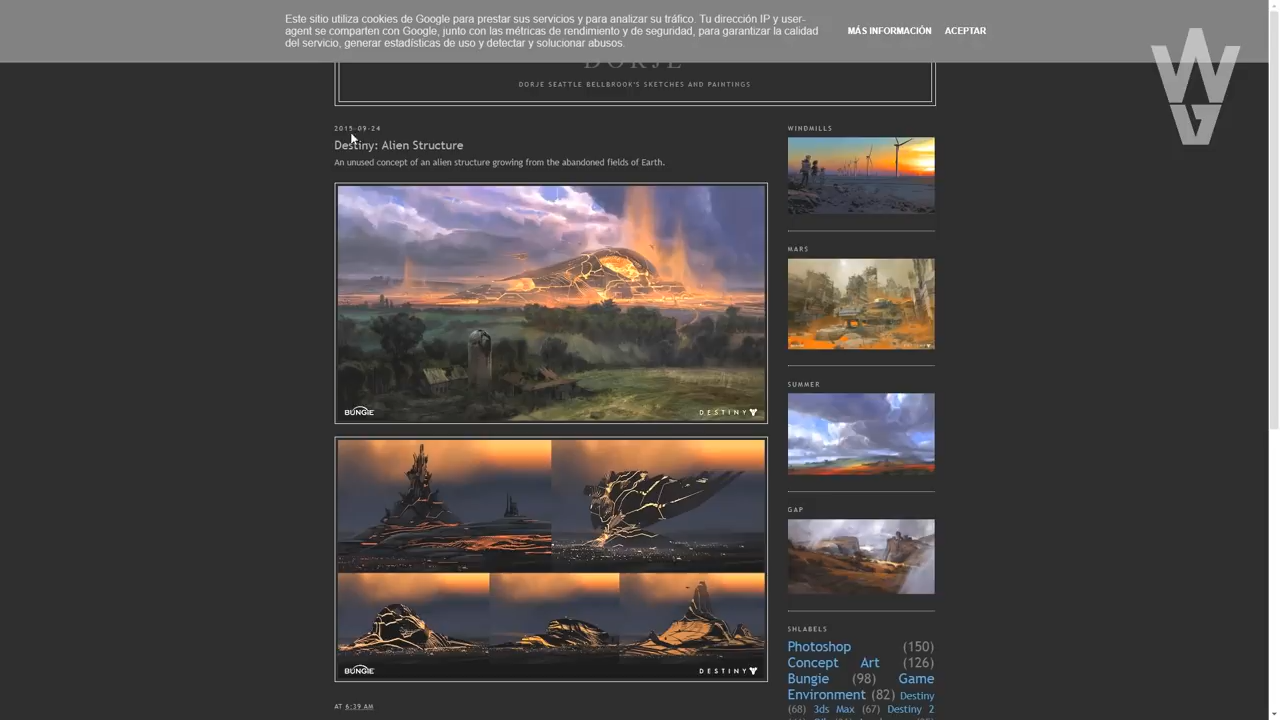 Este sitio utiliza cookies de Google para prestar sus servicios y para analizar su tráfico. Tu dirección IP y user-
agent se comparten con Google, junto con las métricas de rendimiento y de seguridad, para garantizar la calidad
del servicio, generar estadísticas de uso y detectar y solucionar abusos.
MÁS INFORMACIÓN
ACEPTAR
DORJE
DORJE SEATTLE BELLBROOK'S SKETCHES AND PAINTINGS
2015-09-24
Destiny: Alien Structure
An unused concept of an alien structure growing from the abandoned fields of Earth.
BUNGiE
DESTINY
BUNGiE
DESTINY
AT 6:39 AM
WINDMILLS
MARS
SUMMER
GAP
SHLABELS
Photoshop (150)
Concept Art (126)
Bungie (98) Game
Environment (82) Destiny
(68) 3ds Max (67) Destiny 2
WG